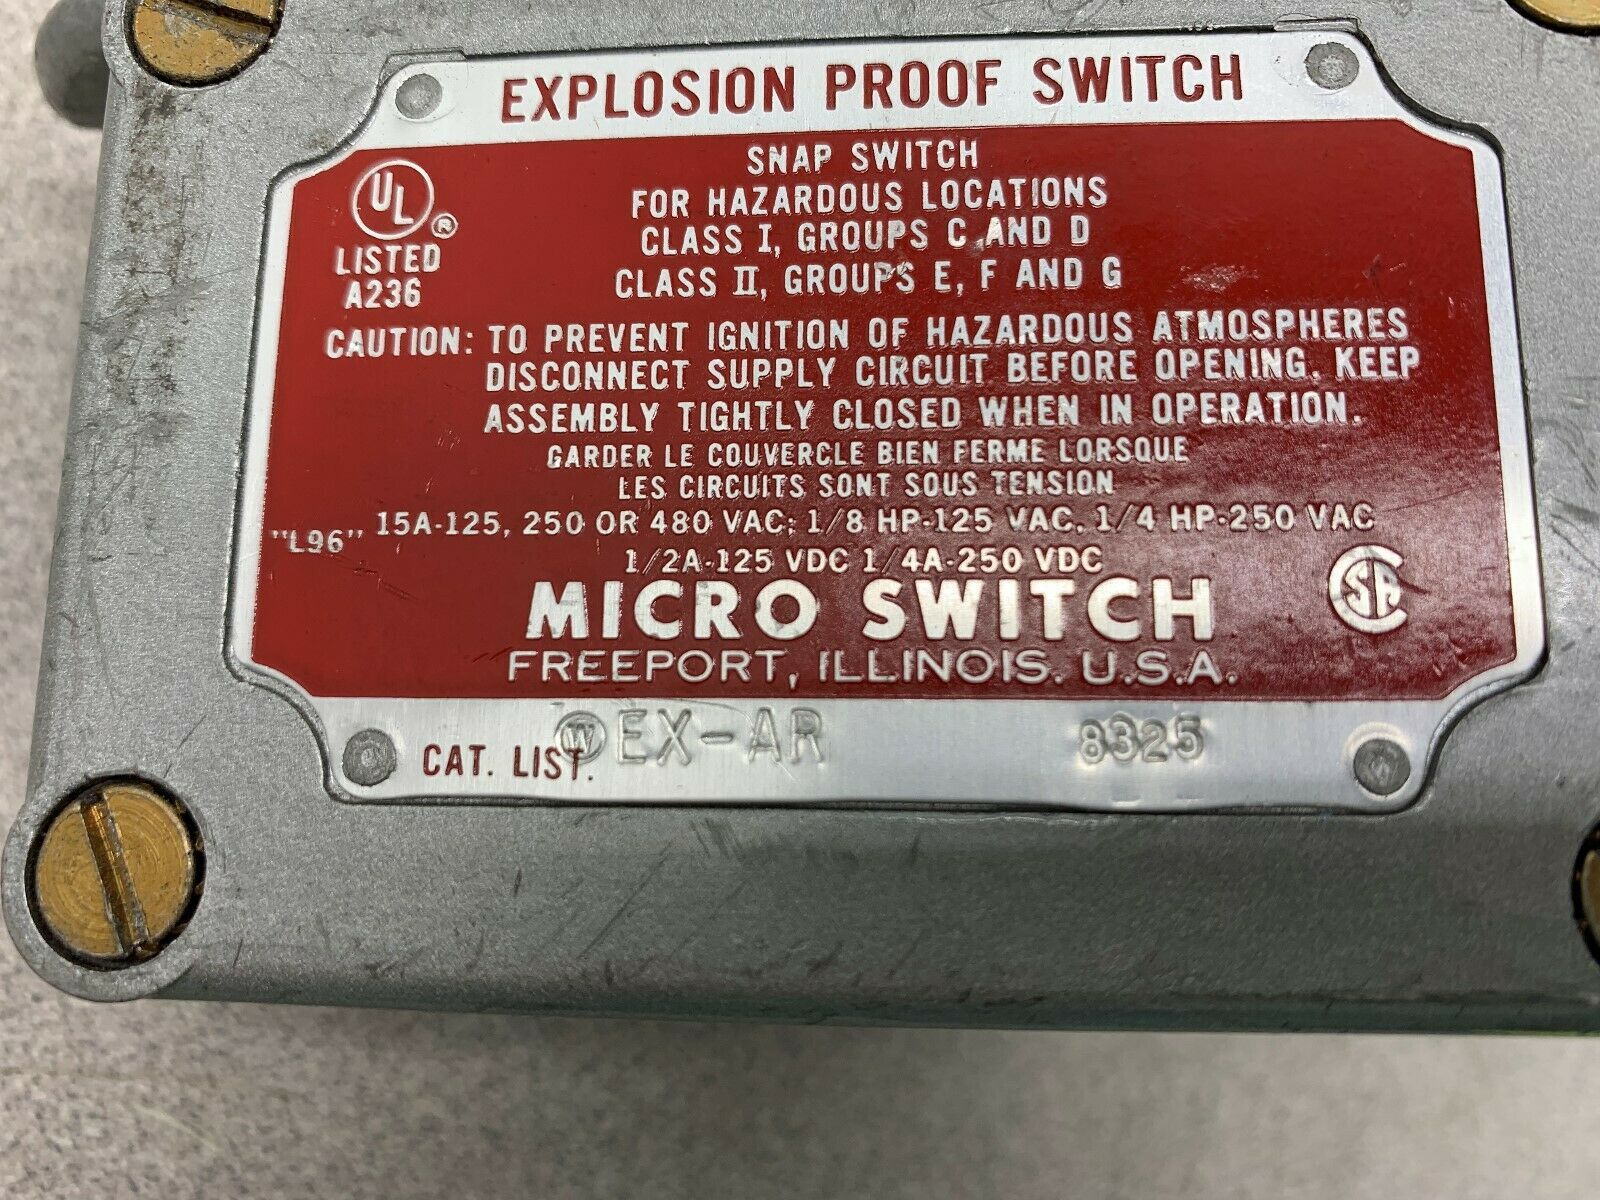 EXPLOSION PROOF SWITCH
UL ®
LISTED
A236
SNAP SWITCH
FOR HAZARDOUS LOCATIONS
CLASS I, GROUPS C AND D
CLASS II, GROUPS E, F AND G
CAUTION: TO PREVENT IGNITION OF HAZARDOUS ATMOSPHERES
DISCONNECT SUPPLY CIRCUIT BEFORE OPENING. KEEP
ASSEMBLY TIGHTLY CLOSED WHEN IN OPERATION.
GARDER LE COUVERCLE BIEN FERME LORSQUE
LES CIRCUITS SONT SOUS TENSION
"L96" 15A-125, 250 OR 480 VAC; 1/8 HP-125 VAC, 1/4 HP-250 VAC
1/2A-125 VDC 1/4A-250 VDC
MICRO SWITCH
FREEPORT, ILLINOIS. U.S.A.
CSA
CAT. LIST. W EX-AR 8325